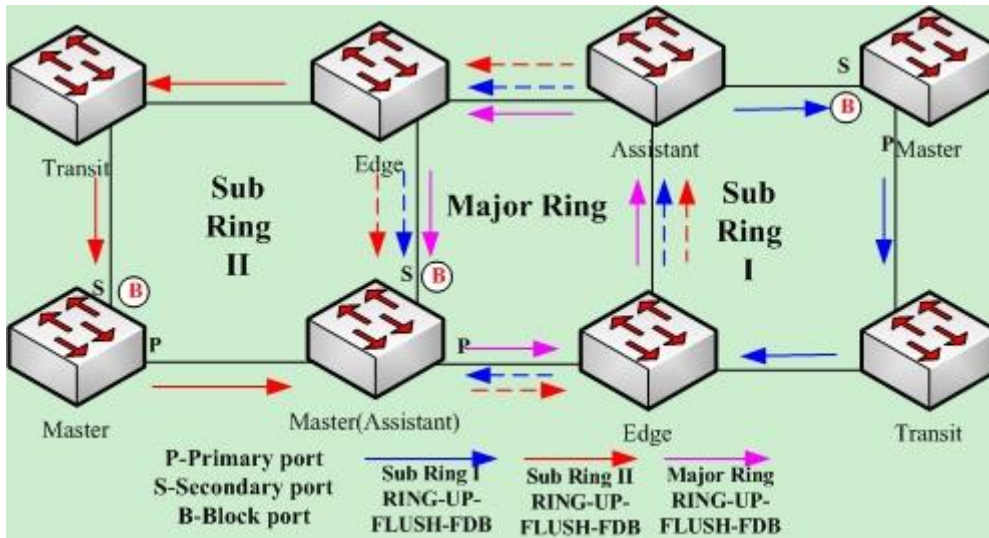 S
B
Transit
Edge
Assistant
P
Master
Sub
Ring
II
Major Ring
Sub
Ring
I
S
B
S
B
P
P
Master
Master(Assistant)
Edge
Transit
P-Primary port
S-Secondary port
B-Block port
Sub Ring I
RING-UP-
FLUSH-FDB
Sub Ring II
RING-UP-
FLUSH-FDB
Major Ring
RING-UP-
FLUSH-FDB